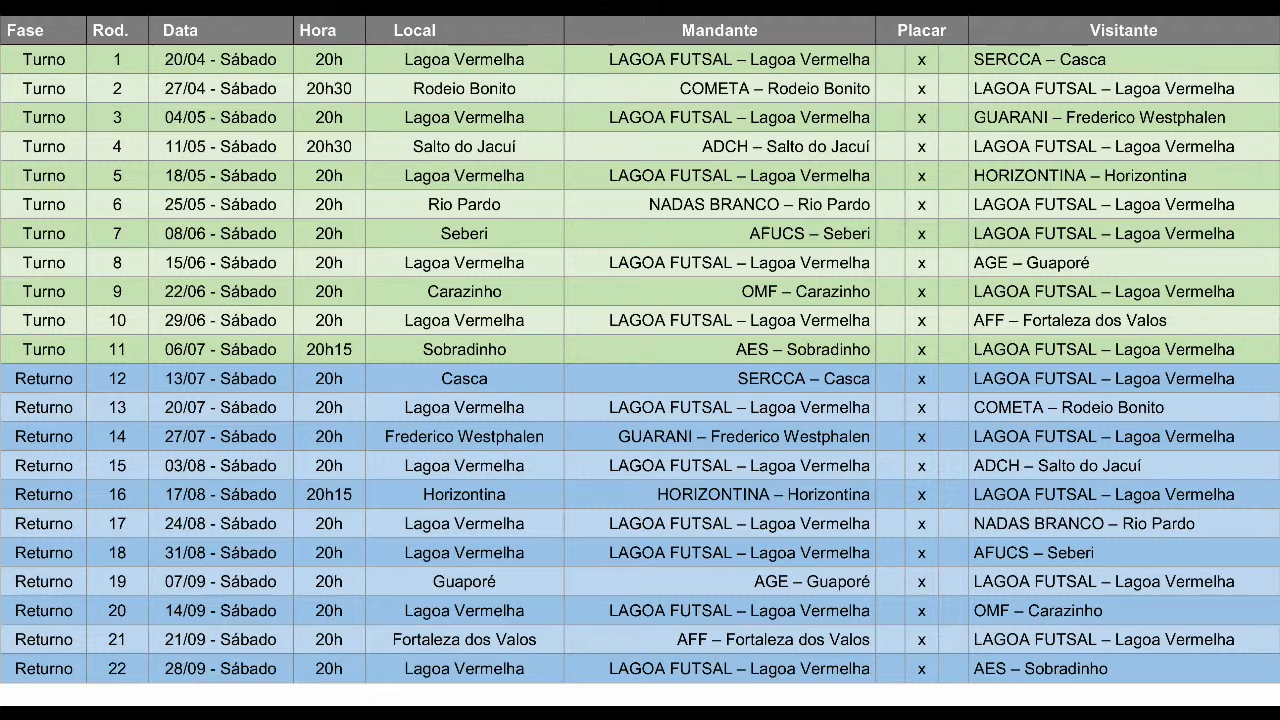 Fase Rod. Data Hora Local Mandante Placar Visitante
Turno 1 20/04 - Sábado 20h Lagoa Vermelha LAGOA FUTSAL – Lagoa Vermelha x SERCCA – Casca
Turno 2 27/04 - Sábado 20h30 Rodeio Bonito COMETA – Rodeio Bonito x LAGOA FUTSAL – Lagoa Vermelha
Turno 3 04/05 - Sábado 20h Lagoa Vermelha LAGOA FUTSAL – Lagoa Vermelha x GUARANI – Frederico Westphalen
Turno 4 11/05 - Sábado 20h30 Salto do Jacuí ADCH – Salto do Jacuí x LAGOA FUTSAL – Lagoa Vermelha
Turno 5 18/05 - Sábado 20h Lagoa Vermelha LAGOA FUTSAL – Lagoa Vermelha x HORIZONTINA – Horizontina
Turno 6 25/05 - Sábado 20h Rio Pardo NADAS BRANCO – Rio Pardo x LAGOA FUTSAL – Lagoa Vermelha
Turno 7 08/06 - Sábado 20h Seberi AFUCS – Seberi x LAGOA FUTSAL – Lagoa Vermelha
Turno 8 15/06 - Sábado 20h Lagoa Vermelha LAGOA FUTSAL – Lagoa Vermelha x AGE – Guaporé
Turno 9 22/06 - Sábado 20h Carazinho OMF – Carazinho x LAGOA FUTSAL – Lagoa Vermelha
Turno 10 29/06 - Sábado 20h Lagoa Vermelha LAGOA FUTSAL – Lagoa Vermelha x AFF – Fortaleza dos Valos
Turno 11 06/07 - Sábado 20h15 Sobradinho AES – Sobradinho x LAGOA FUTSAL – Lagoa Vermelha
Returno 12 13/07 - Sábado 20h Casca SERCCA – Casca x LAGOA FUTSAL – Lagoa Vermelha
Returno 13 20/07 - Sábado 20h Lagoa Vermelha LAGOA FUTSAL – Lagoa Vermelha x COMETA – Rodeio Bonito
Returno 14 27/07 - Sábado 20h Frederico Westphalen GUARANI – Frederico Westphalen x LAGOA FUTSAL – Lagoa Vermelha
Returno 15 03/08 - Sábado 20h Lagoa Vermelha LAGOA FUTSAL – Lagoa Vermelha x ADCH – Salto do Jacuí
Returno 16 17/08 - Sábado 20h15 Horizontina HORIZONTINA – Horizontina x LAGOA FUTSAL – Lagoa Vermelha
Returno 17 24/08 - Sábado 20h Lagoa Vermelha LAGOA FUTSAL – Lagoa Vermelha x NADAS BRANCO – Rio Pardo
Returno 18 31/08 - Sábado 20h Lagoa Vermelha LAGOA FUTSAL – Lagoa Vermelha x AFUCS – Seberi
Returno 19 07/09 - Sábado 20h Guaporé AGE – Guaporé x LAGOA FUTSAL – Lagoa Vermelha
Returno 20 14/09 - Sábado 20h Lagoa Vermelha LAGOA FUTSAL – Lagoa Vermelha x OMF – Carazinho
Returno 21 21/09 - Sábado 20h Fortaleza dos Valos AFF – Fortaleza dos Valos x LAGOA FUTSAL – Lagoa Vermelha
Returno 22 28/09 - Sábado 20h Lagoa Vermelha LAGOA FUTSAL – Lagoa Vermelha x AES – Sobradinho